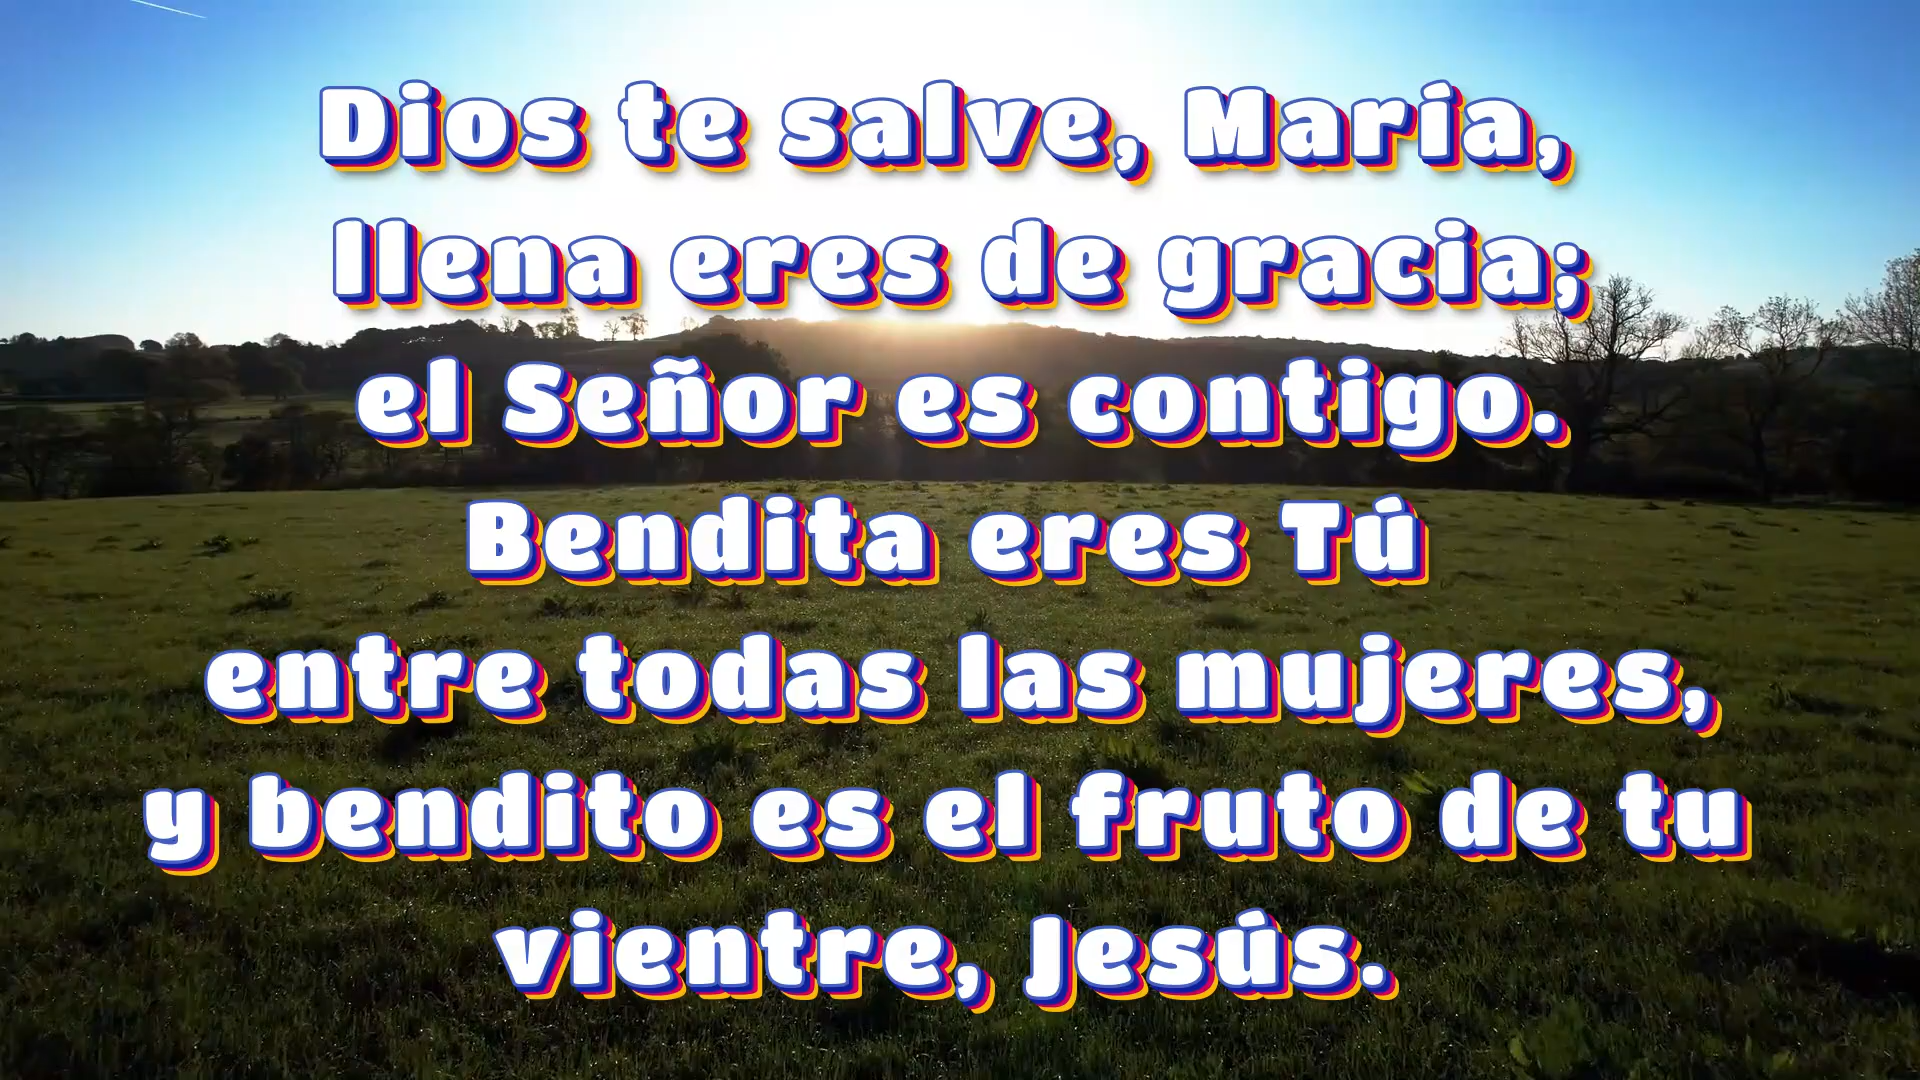 Dios te salve, María,
llena eres de gracia;
el Señor es contigo.
Bendita eres Tú
entre todas las mujeres,
y bendito es el fruto de tu
vientre, Jesús.